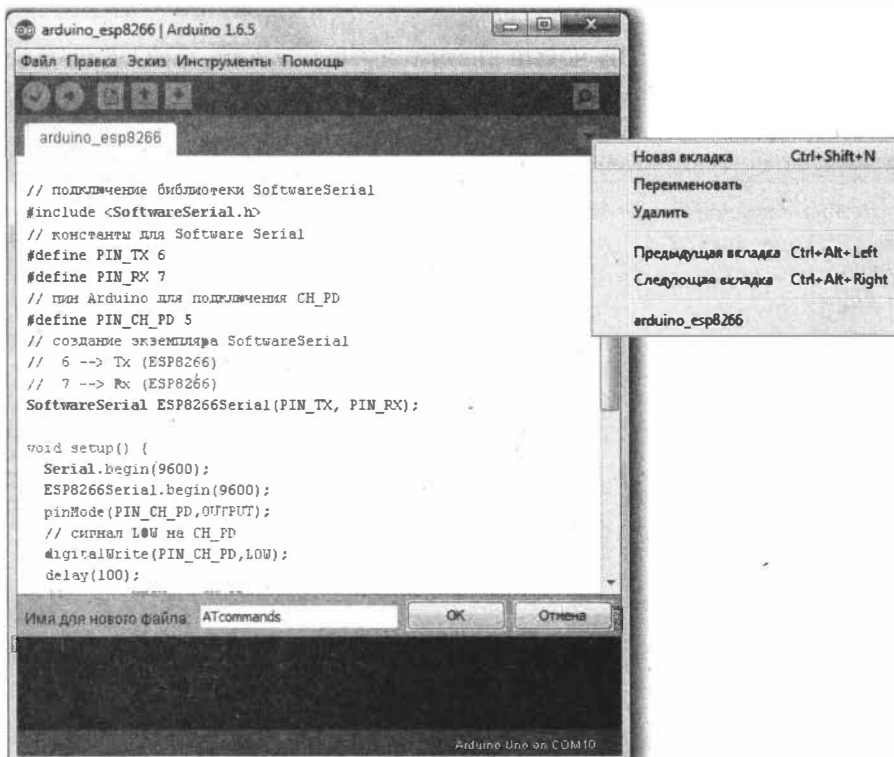 arduino_esp8266 | Arduino 1.6.5
Файл Правка Эскиз Инструменты Помощь
arduino_esp8266
// подключение библиотеки SoftwareSerial
#include <SoftwareSerial.h>
// константы для Software Serial
#define PIN_TX 6
#define PIN_RX 7
// пин Arduino для подключения CH_PD
#define PIN_CH_PD 5
// создание экземпляра SoftwareSerial
// 6 --> Tx (ESP8266)
// 7 --> Rx (ESP8266)
SoftwareSerial ESP8266Serial(PIN_TX, PIN_RX);
void setup() {
Serial.begin(9600);
ESP8266Serial.begin(9600);
pinMode(PIN_CH_PD,OUTPUT);
// сигнал LOW на CH_PD
digitalWrite(PIN_CH_PD,LOW);
delay(100);
Имя для нового файла: ATcommands OK Отмена
Arduino Uno on COM10
Новая вкладка Ctrl+Shift+N
Переименовать
Удалить
Предыдущая вкладка Ctrl+Alt+Left
Следующая вкладка Ctrl+Alt+Right
arduino_esp8266